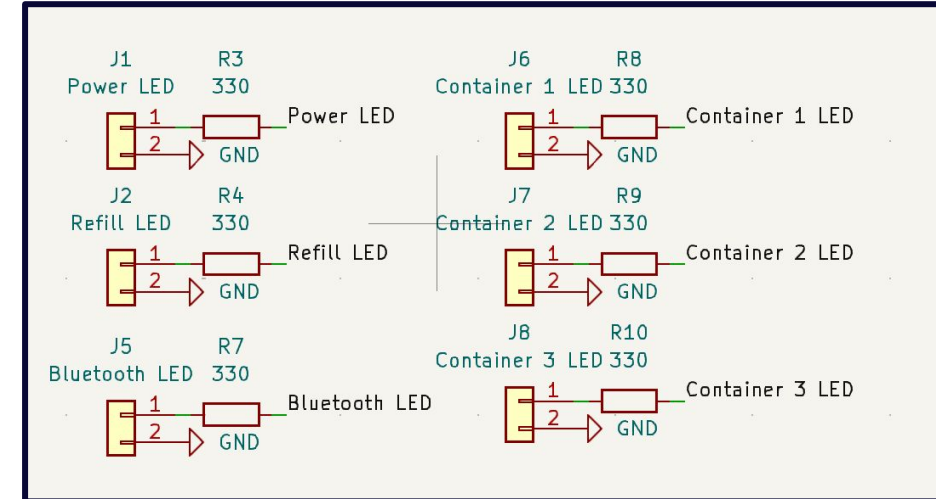 J1 R3
Power LED 330
1 Power LED
2 GND
J2 R4
Refill LED 330
1 Refill LED
2 GND
J5 R7
Bluetooth LED 330
1 Bluetooth LED
2 GND
J6 R8
Container 1 LED 330
1 Container 1 LED
2 GND
J7 R9
Container 2 LED 330
1 Container 2 LED
2 GND
J8 R10
Container 3 LED 330
1 Container 3 LED
2 GND